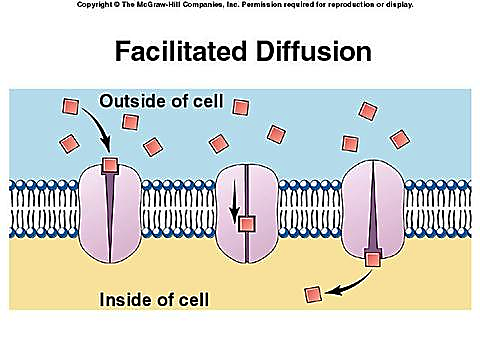 Copyright © The McGraw-Hill Companies, Inc. Permission required for reproduction or display.
Facilitated Diffusion
Outside of cell
Inside of cell